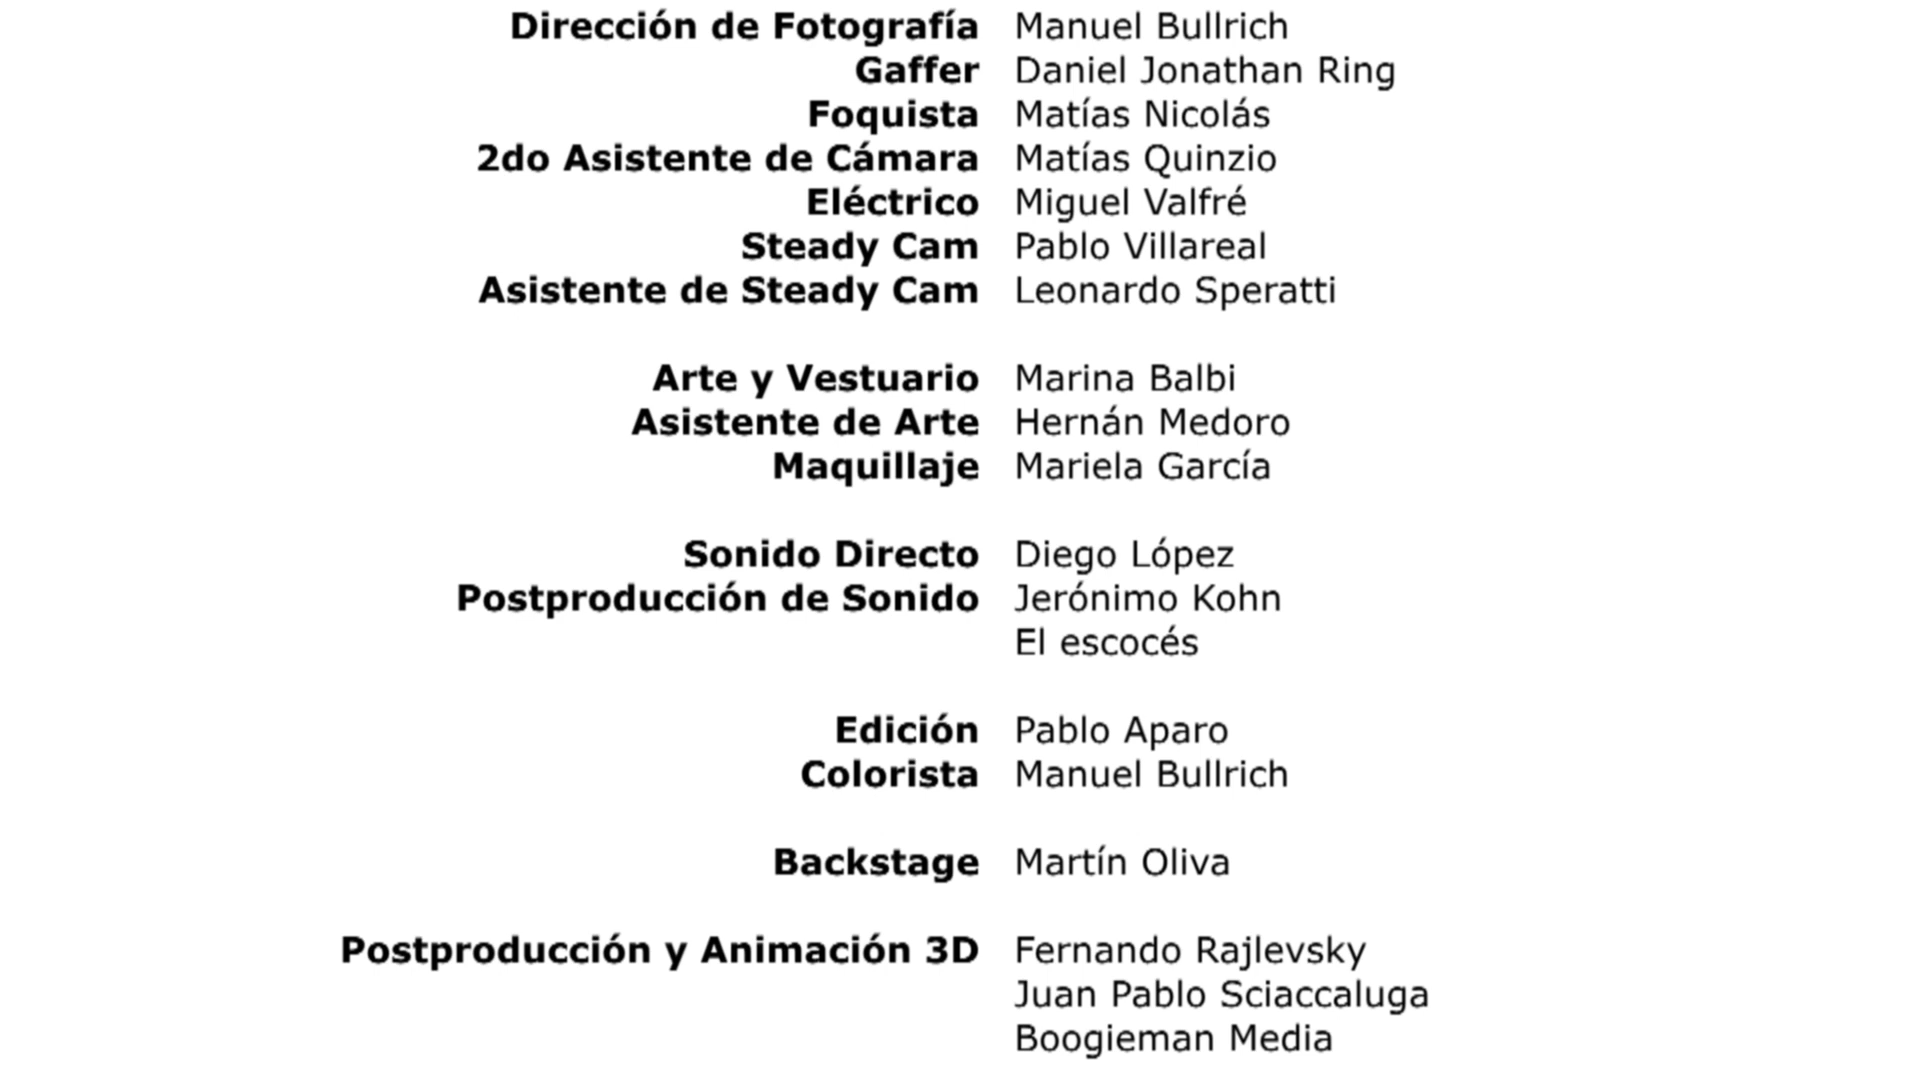 Dirección de Fotografía Manuel Bullrich
Gaffer Daniel Jonathan Ring
Foquista Matías Nicolás
2do Asistente de Cámara Matías Quinzio
Eléctrico Miguel Valfré
Steady Cam Pablo Villareal
Asistente de Steady Cam Leonardo Speratti
Arte y Vestuario Marina Balbi
Asistente de Arte Hernán Medoro
Maquillaje Mariela García
Sonido Directo Diego López
Postproducción de Sonido Jerónimo Kohn
El escocés
Edición Pablo Aparo
Colorista Manuel Bullrich
Backstage Martín Oliva
Postproducción y Animación 3D Fernando Rajlevsky
Juan Pablo Sciaccaluga
Boogieman Media